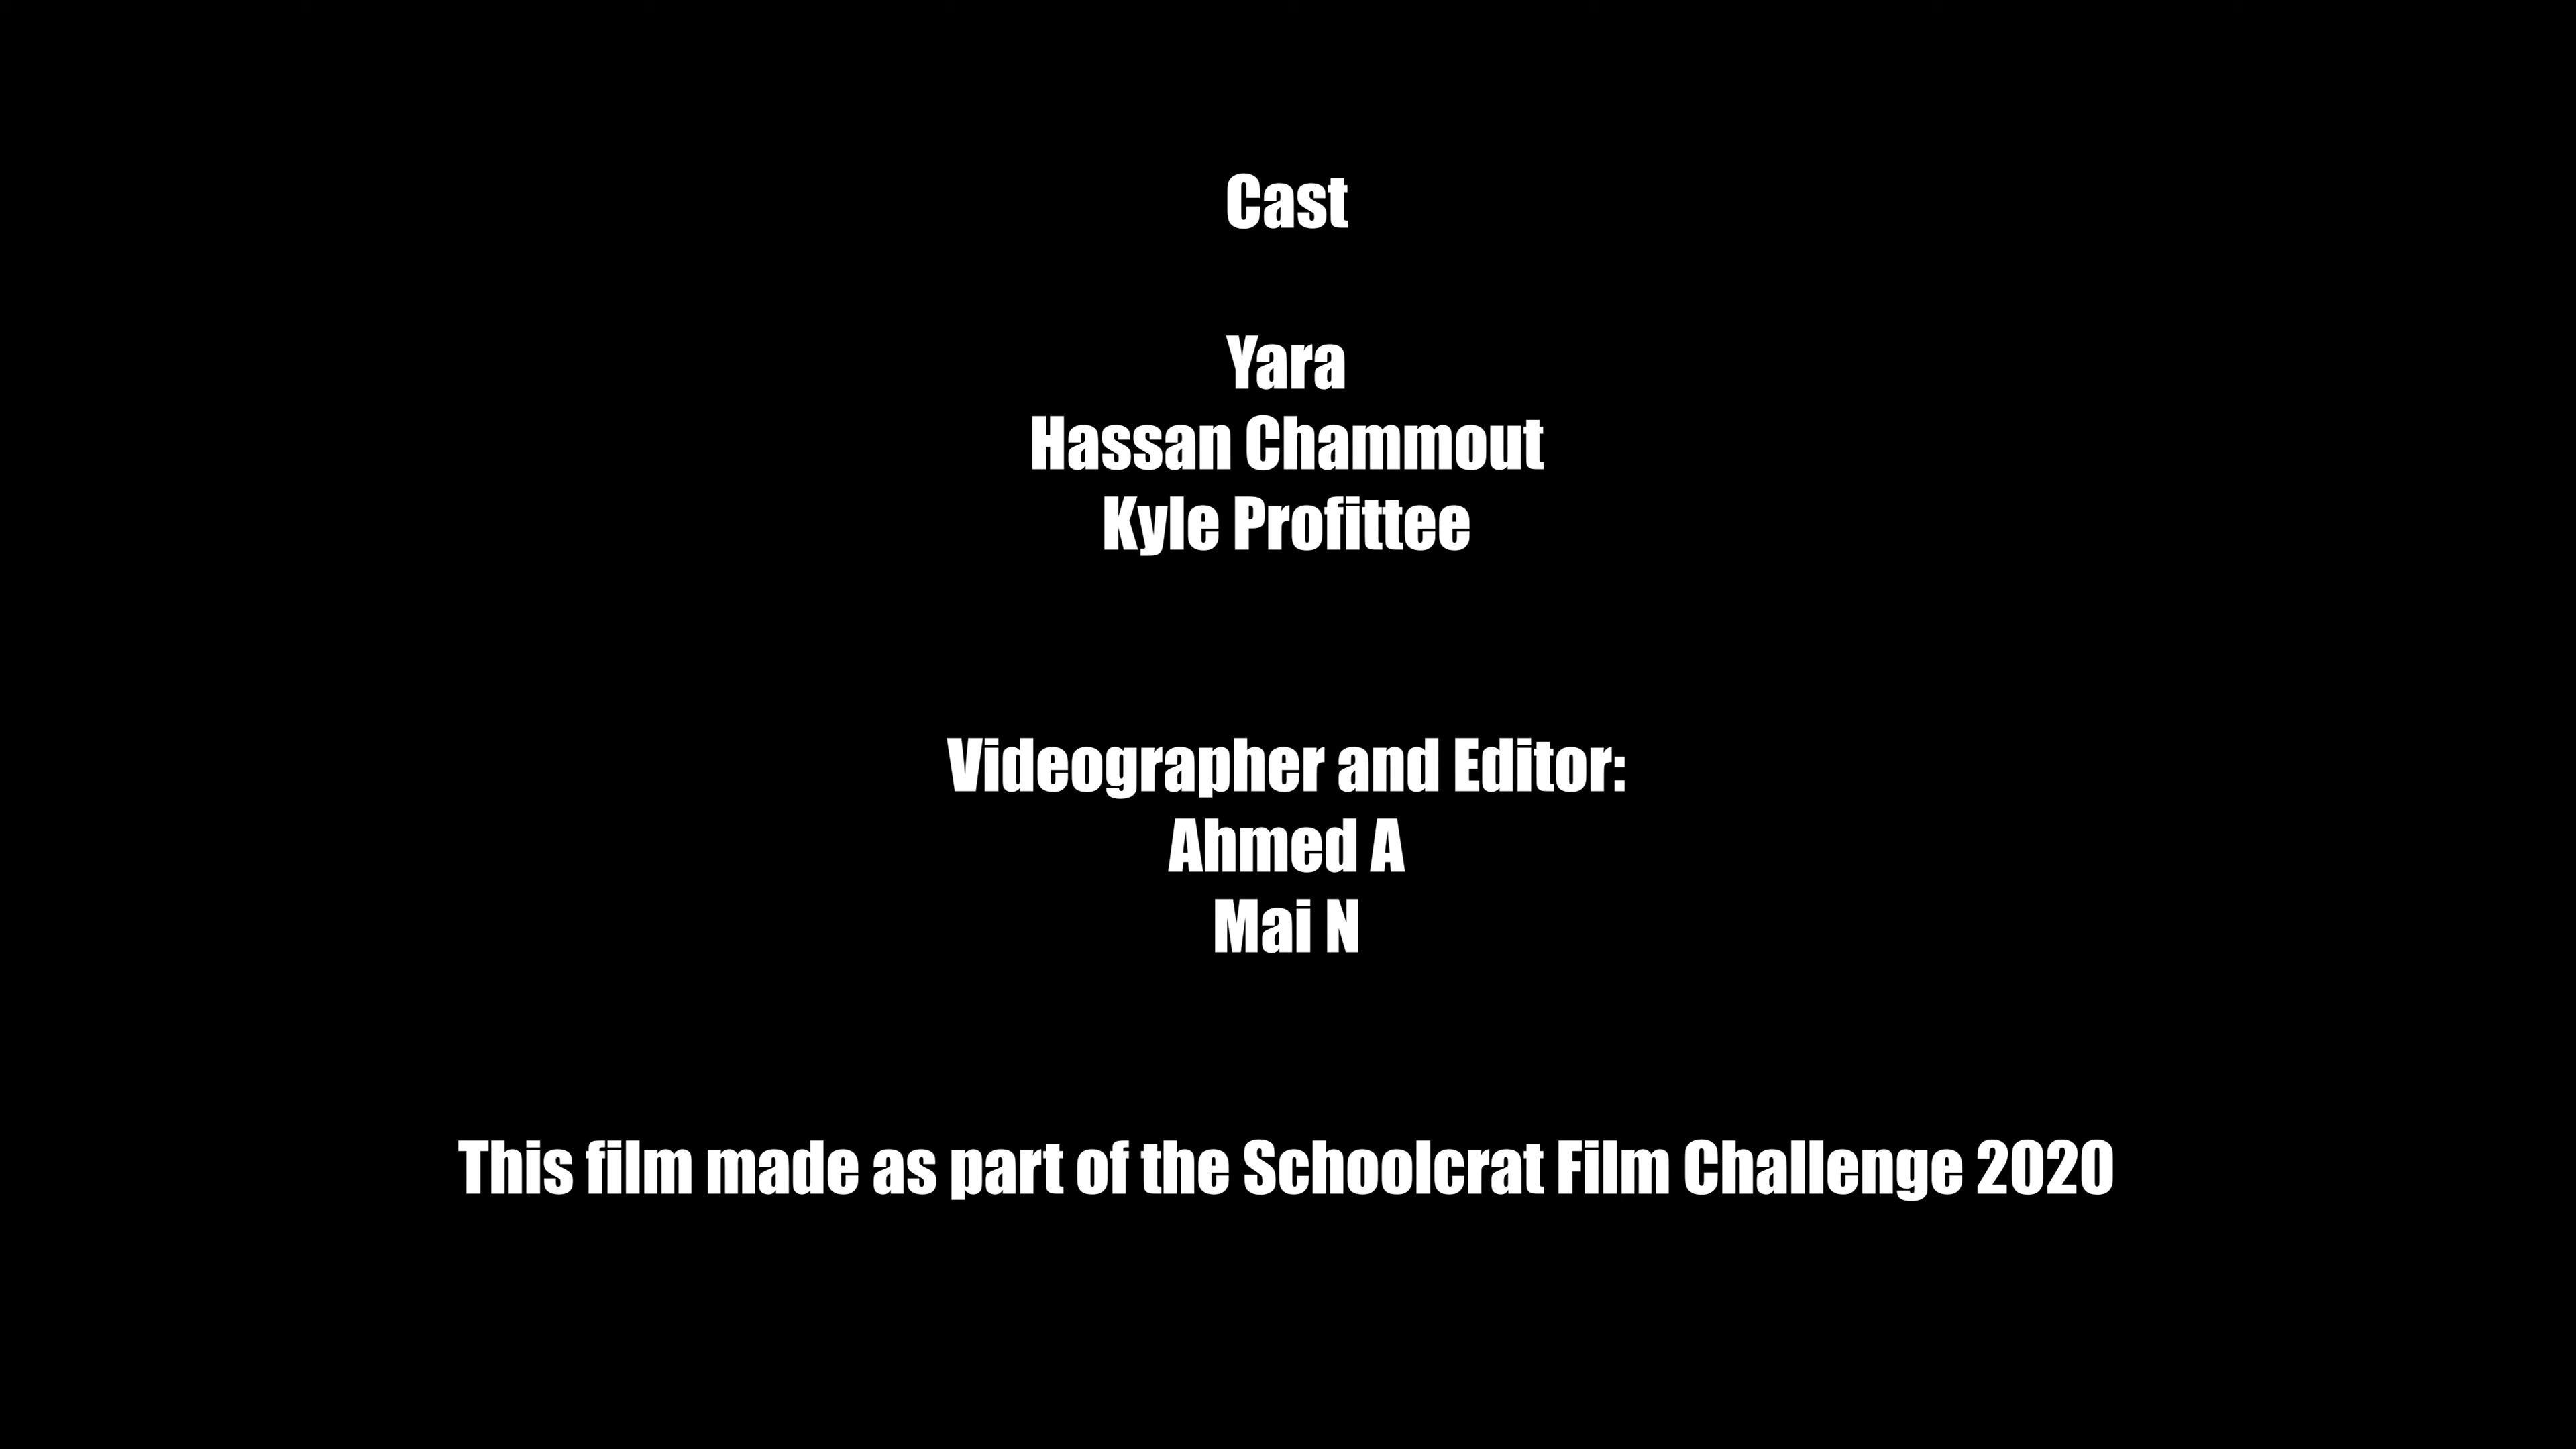 Cast
Yara
Hassan Chammout
Kyle Profittee
Videographer and Editor:
Ahmed A
Mai N
This film made as part of the Schoolcrat Film Challenge 2020